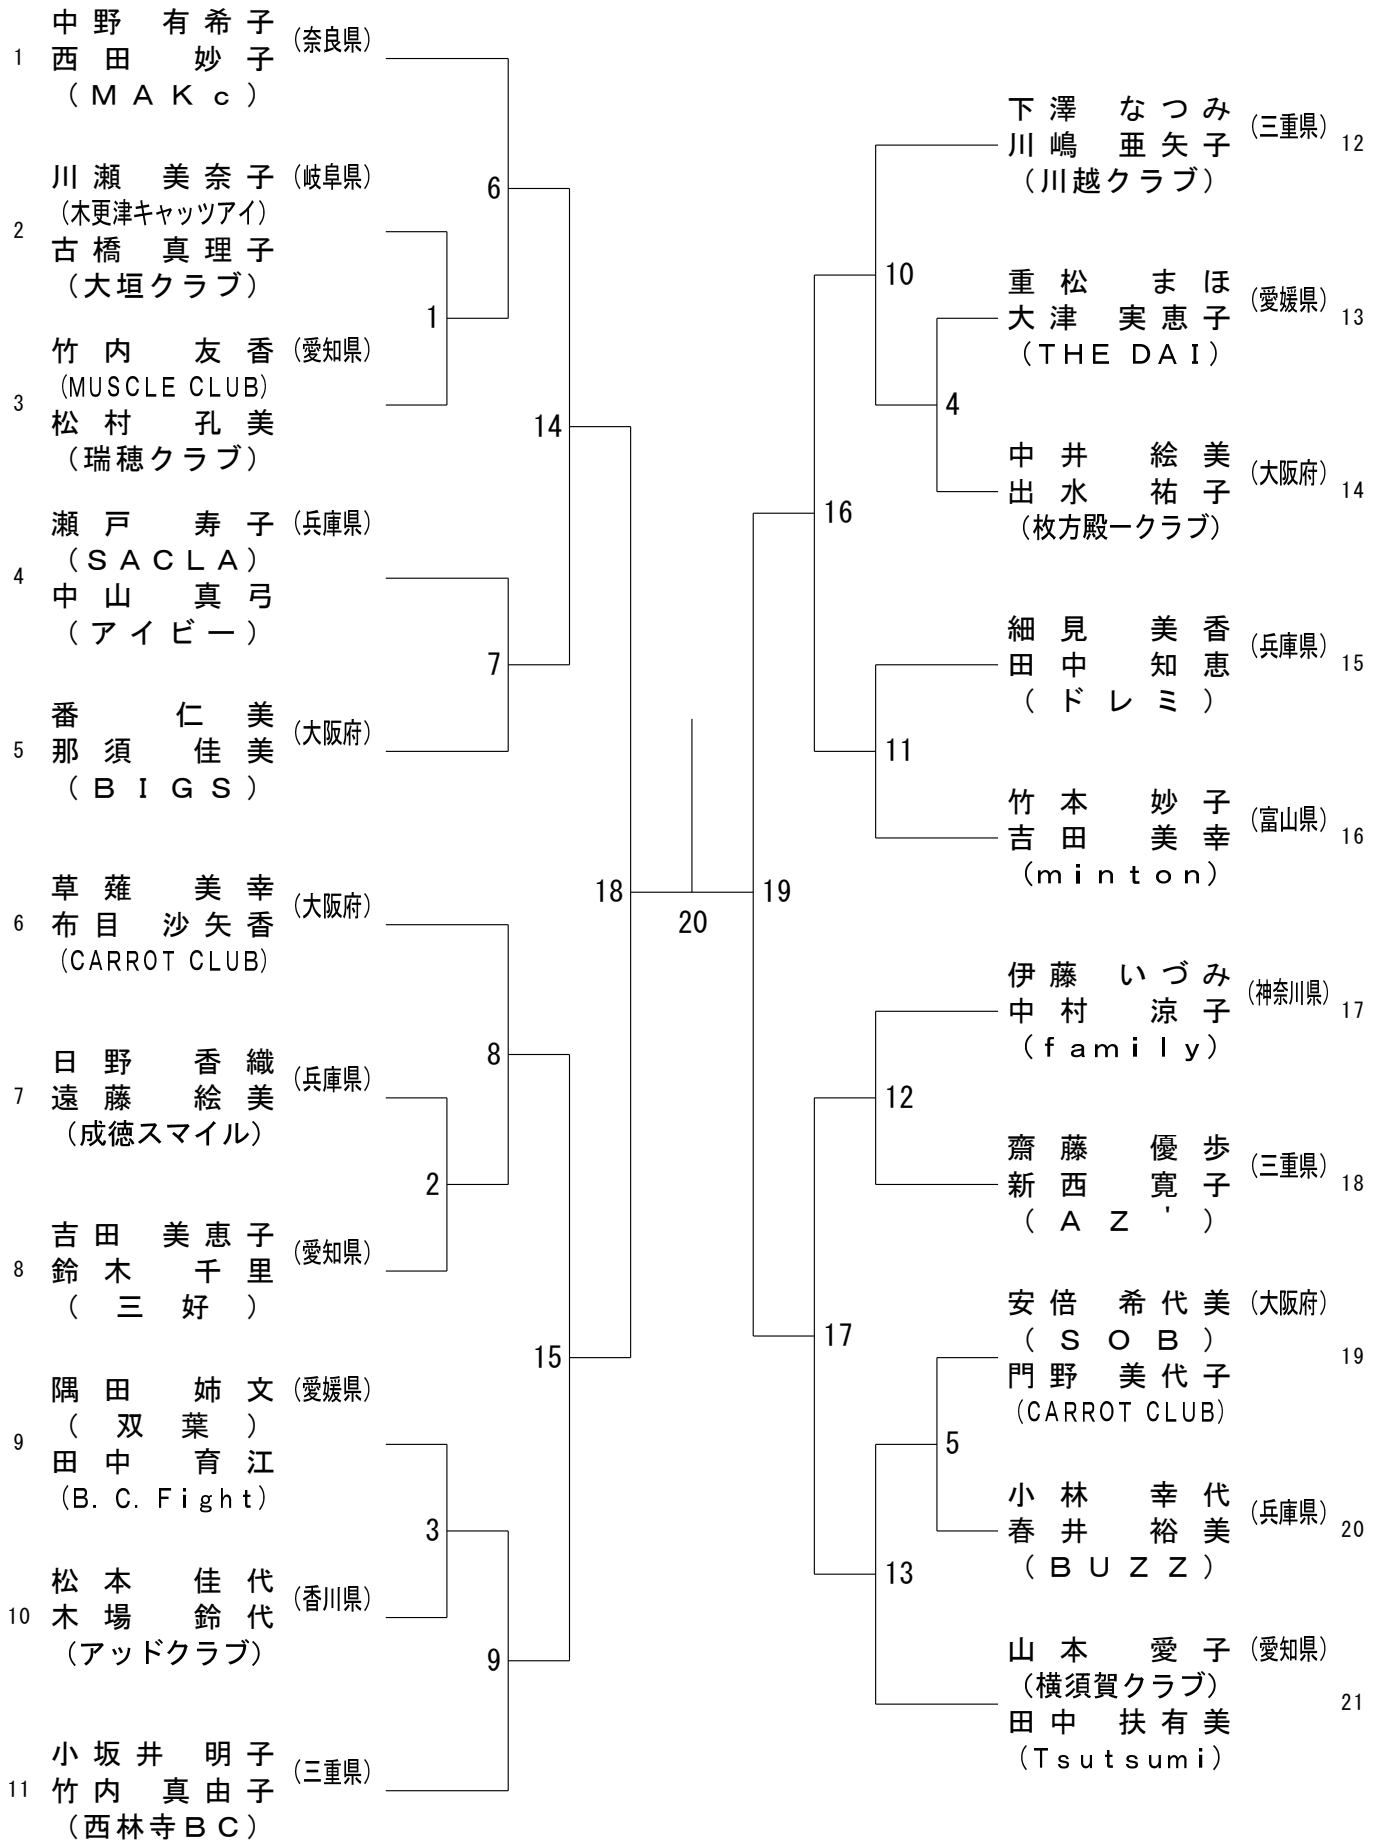 中野 有希子 (奈良県)
1 西田 妙子
(MAKc)
川瀬 美奈子 (岐阜県)
(木更津キャッツアイ)
2
古橋 真理子
(大垣クラブ)
竹内 友香 (愛知県)
(MUSCLE CLUB)
3
松村 孔美
(瑞穂クラブ)
瀬戸 寿子 (兵庫県)
(SACLA)
4
中山 真弓
(アイビー)
番 仁美 (大阪府)
5 那須 佳美
(BIGS)
草薙 美幸 (大阪府)
6 布目 沙矢香
(CARROT CLUB)
日野 香織 (兵庫県)
7 遠藤 絵美
(成徳スマイル)
吉田 美恵子 (愛知県)
8 鈴木 千里
(三好)
隅田 姉文 (愛媛県)
(双葉)
9
田中 育江
(B.C.Fight)
松本 佳代 (香川県)
10 木場 鈴代
(アッドクラブ)
小坂井 明子 (三重県)
11 竹内 真由子
(西林寺BC)
6
1
14
7
18
8
2
15
3
9
20
19
10
4
16
11
12
17
5
13
下澤 なつみ (三重県)
川嶋 亜矢子 12
(川越クラブ)
重松 まほ (愛媛県)
大津 実恵子 13
(THE DAI)
中井 絵美 (大阪府)
出水 祐子 14
(枚方殿一クラブ)
細見 美香 (兵庫県)
田中 知恵 15
(ドレミ)
竹本 妙子 (富山県)
吉田 美幸 16
(minton)
伊藤 いづみ (神奈川県)
中村 涼子 17
(family)
齋藤 優歩 (三重県)
新西 寛子 18
(AZ')
安倍 希代美 (大阪府)
(SOB)
19
門野 美代子
(CARROT CLUB)
小林 幸代 (兵庫県)
春井 裕美 20
(BUZZ)
山本 愛子 (愛知県)
(横須賀クラブ)
21
田中 扶有美
(Tsutsumi)